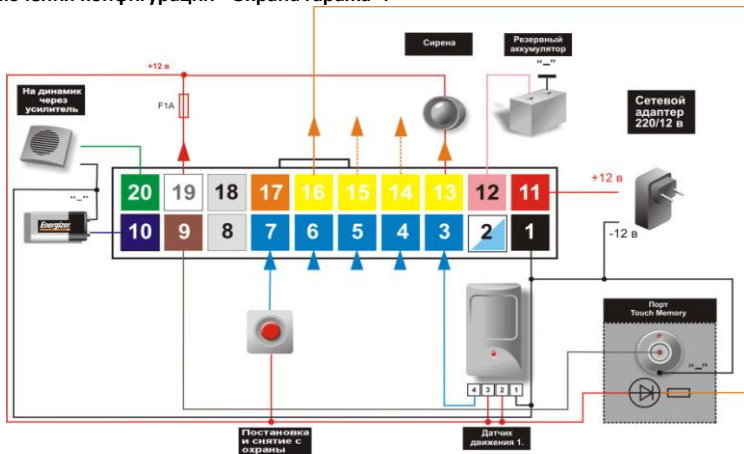 Охрана гаража
Сирена
Резервный
аккумулятор
“–”
+12 в
F1A
На динамик
через
усилитель
Сетевой
адаптер
220/12 в
20 19 18 17 16 15 14 13 12 11
+12 в
“–”
Energizer
10 9 8 7 6 5 4 3 2 1
-12 в
Порт
Touch Memory
“–”
4 3 2 1
Постановка
и снятие с
охраны
Датчик
движения 1.